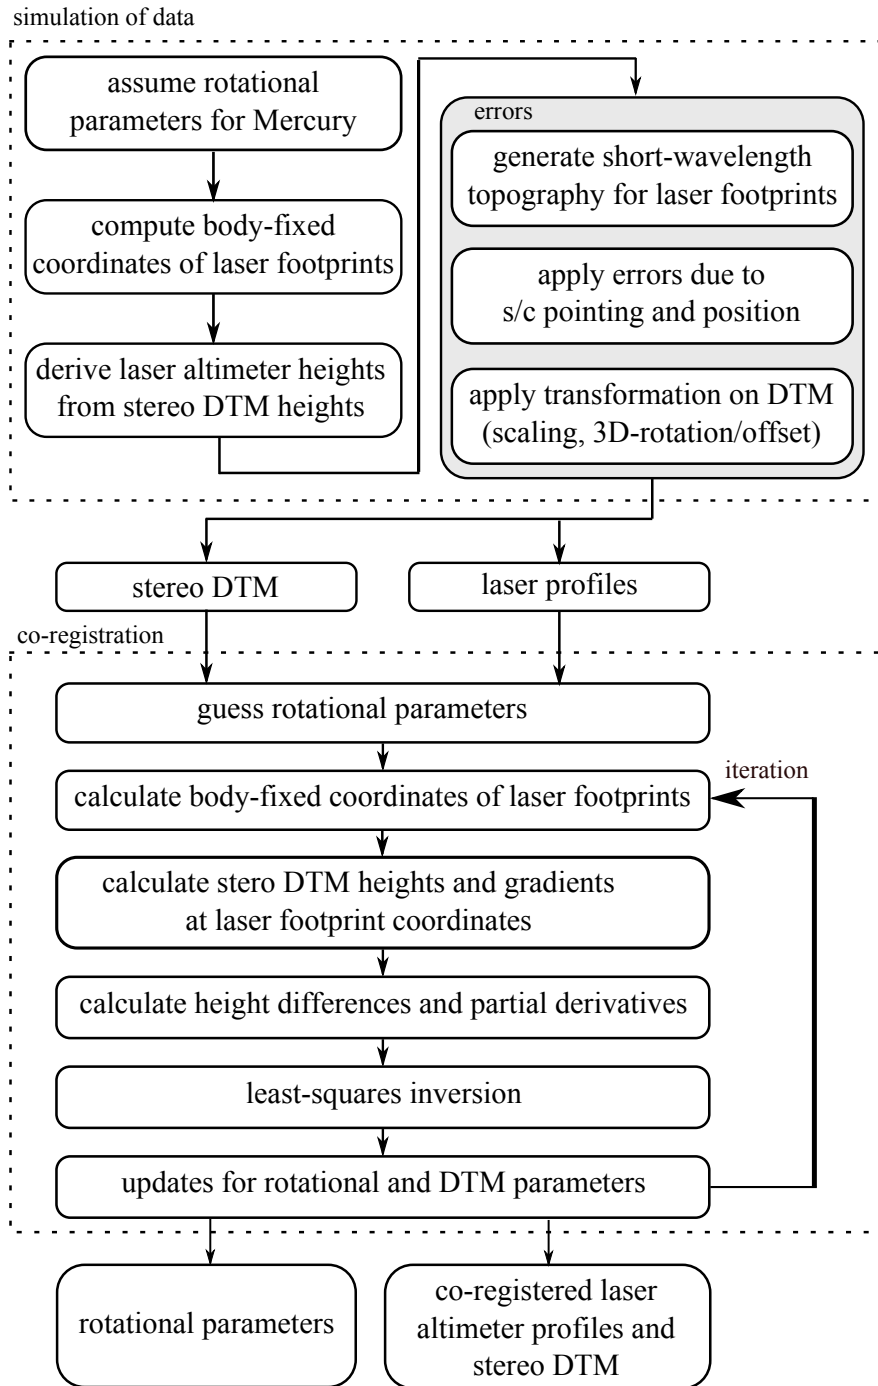 simulation of data
assume rotational
parameters for Mercury
compute body-fixed
coordinates of laser footprints
derive laser altimeter heights
from stereo DTM heights
errors
generate short-wavelength
topography for laser footprints
apply errors due to
s/c pointing and position
apply transformation on DTM
(scaling, 3D-rotation/offset)
stereo DTM
laser profiles
co-registration
guess rotational parameters
iteration
calculate body-fixed coordinates of laser footprints
calculate stero DTM heights and gradients
at laser footprint coordinates
calculate height differences and partial derivatives
least-squares inversion
updates for rotational and DTM parameters
rotational parameters
co-registered laser
altimeter profiles and
stereo DTM